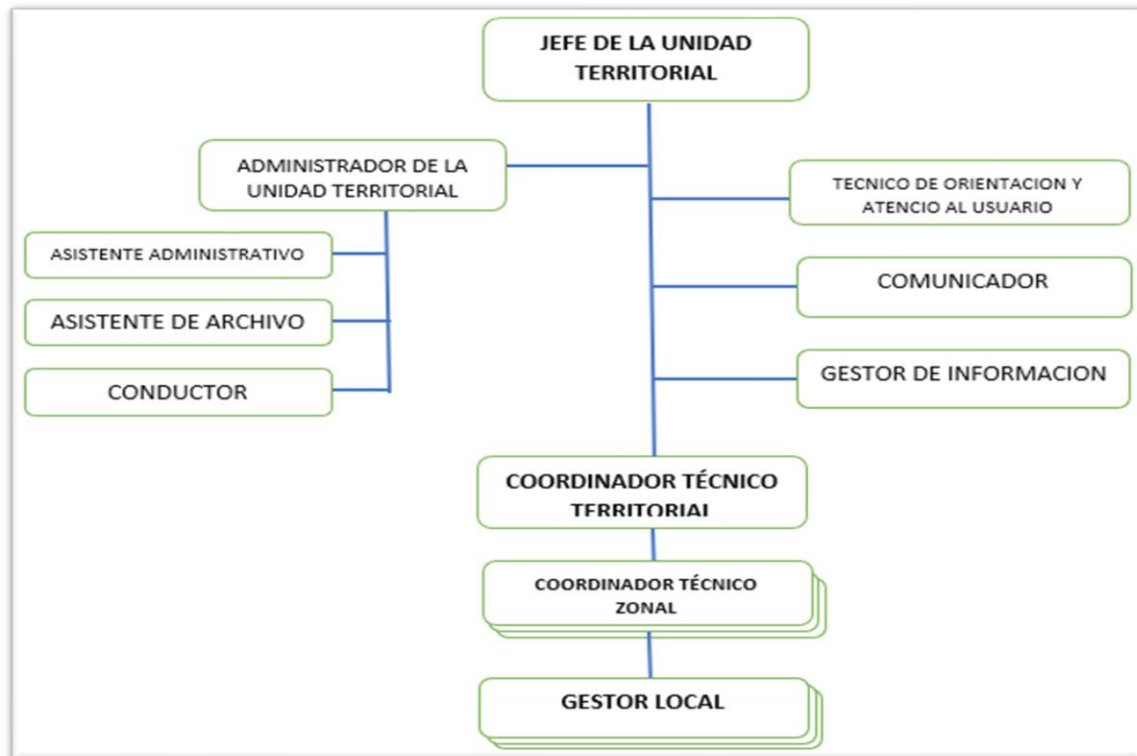 JEFE DE LA UNIDAD
TERRITORIAL
ADMINISTRADOR DE LA
UNIDAD TERRITORIAL
TECNICO DE ORIENTACION Y
ATENCIO AL USUARIO
ASISTENTE ADMINISTRATIVO
COMUNICADOR
ASISTENTE DE ARCHIVO
GESTOR DE INFORMACION
CONDUCTOR
COORDINADOR TÉCNICO
TERRITORIAL
COORDINADOR TÉCNICO
ZONAL
GESTOR LOCAL